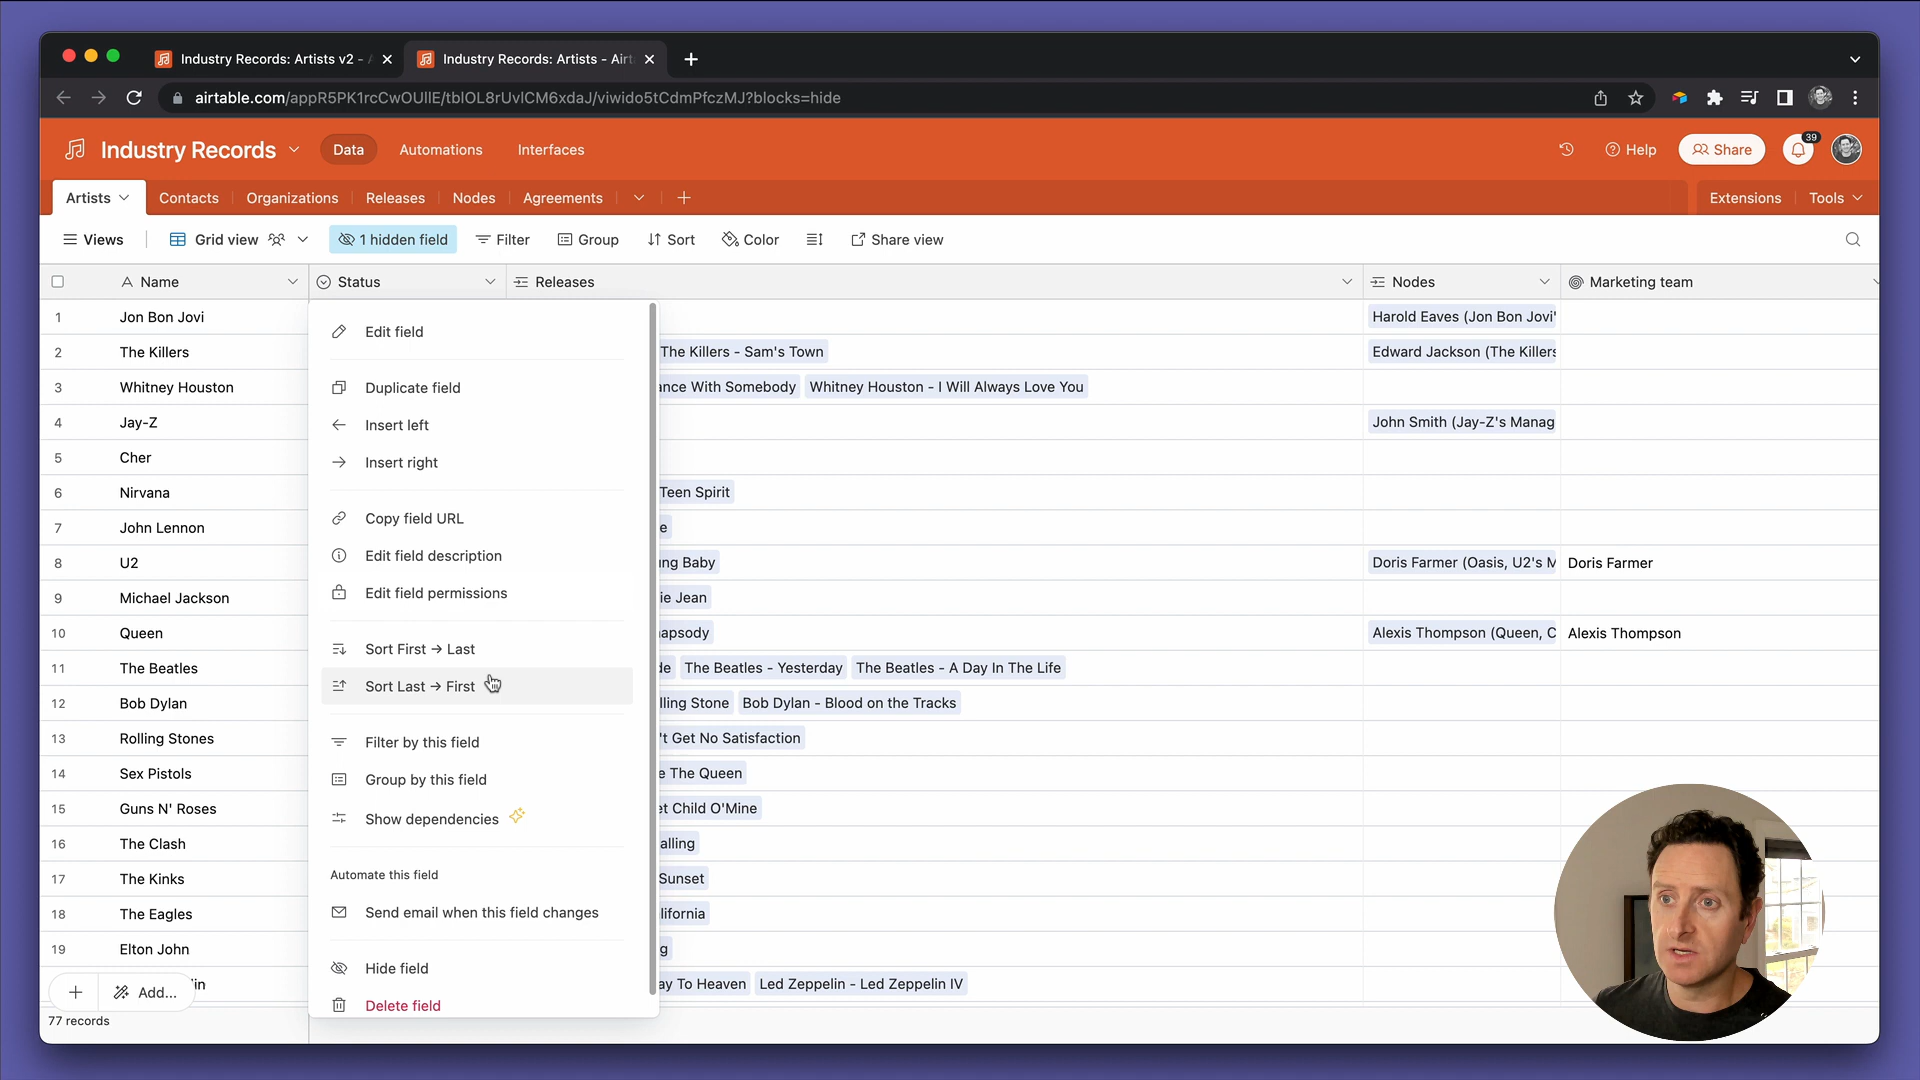 Industry Records: Artists v2 - A
Industry Records: Artists - Airt
airtable.com/appR5PK1rcCwOUllE/tblOL8rUvlCM6xdaJ/viwido5tCdmPfczMJ?blocks=hide
Industry Records
Data
Automations
Interfaces
Help
Share
39
Artists
Contacts
Organizations
Releases
Nodes
Agreements
Extensions
Tools
Views
Grid view
1 hidden field
Filter
Group
Sort
Color
Share view
Name
Status
Releases
Nodes
Marketing team
1 Jon Bon Jovi
Harold Eaves (Jon Bon Jovi'
2 The Killers
The Killers - Sam's Town
Edward Jackson (The Killers
3 Whitney Houston
ance With Somebody
Whitney Houston - I Will Always Love You
4 Jay-Z
John Smith (Jay-Z's Manag
5 Cher
6 Nirvana
Teen Spirit
7 John Lennon
e
8 U2
ung Baby
Doris Farmer (Oasis, U2's M
Doris Farmer
9 Michael Jackson
ie Jean
10 Queen
apsody
Alexis Thompson (Queen, C
Alexis Thompson
11 The Beatles
de
The Beatles - Yesterday
The Beatles - A Day In The Life
12 Bob Dylan
lling Stone
Bob Dylan - Blood on the Tracks
13 Rolling Stones
't Get No Satisfaction
14 Sex Pistols
e The Queen
15 Guns N' Roses
et Child O'Mine
16 The Clash
alling
17 The Kinks
Sunset
18 The Eagles
lifornia
19 Elton John
g
in
ay To Heaven
Led Zeppelin - Led Zeppelin IV
Edit field
Duplicate field
Insert left
Insert right
Copy field URL
Edit field description
Edit field permissions
Sort First → Last
Sort Last → First
Filter by this field
Group by this field
Show dependencies
Automate this field
Send email when this field changes
Hide field
Delete field
Add...
77 records